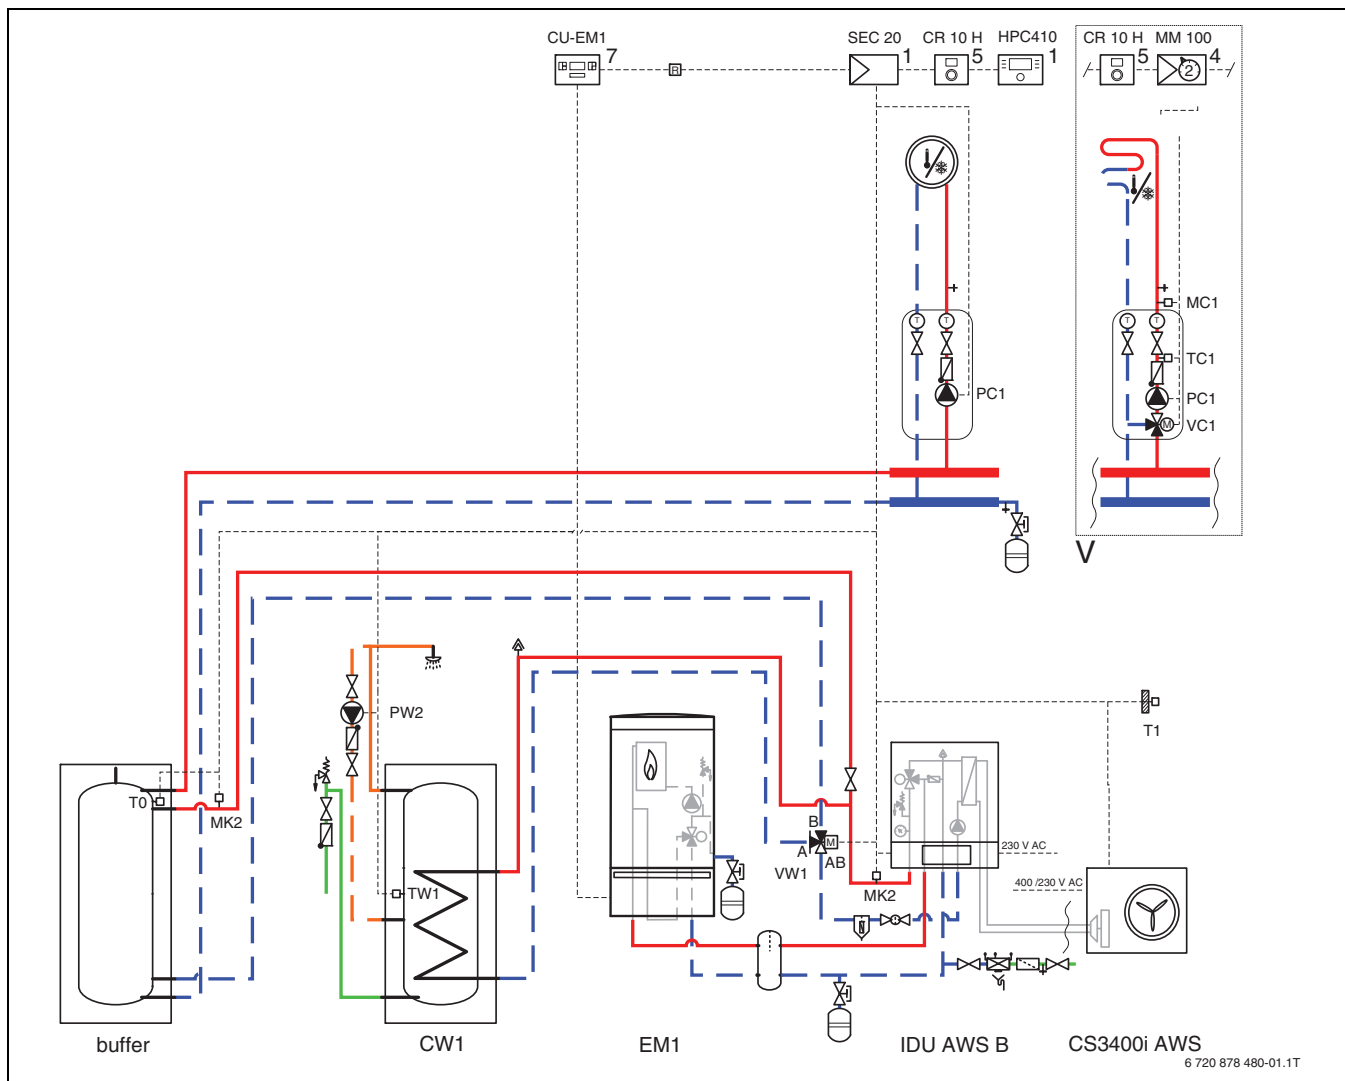 CU-EM1
7
R
SEC 20
1
CR 10 H
5
HPC410
1
CR 10 H
5
MM 100
4
2
T
T
T
T
MC1
TC1
PC1
PC1
M
VC1
V
PW2
T1
T0
MK2
TW1
B
A
M
AB
VW1
MK2
230 V AC
400 /230 V AC
buffer
CW1
EM1
IDU AWS B
CS3400i AWS
6 720 878 480-01.1T